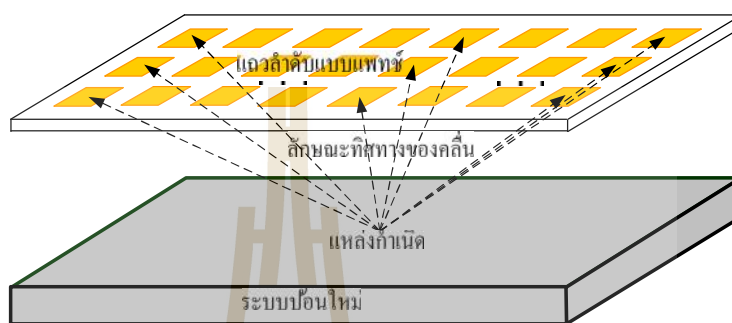 แถวลำดับแบบแพทช์
ลักษณะทิศทางของคลื่น
แหล่งกำเนิด
ระบบป้อนใหม่